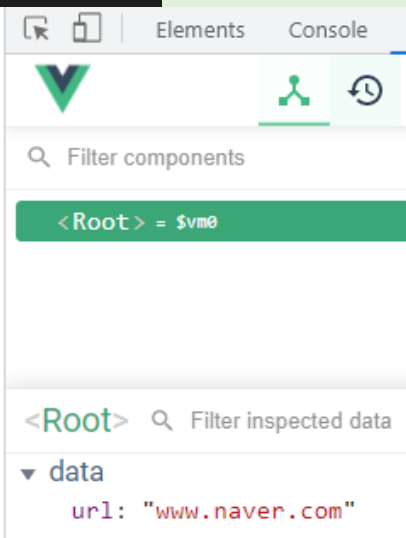 Elements Console
Filter components
<Root> = $vm0
<Root> Filter inspected data
data
url: "www.naver.com"